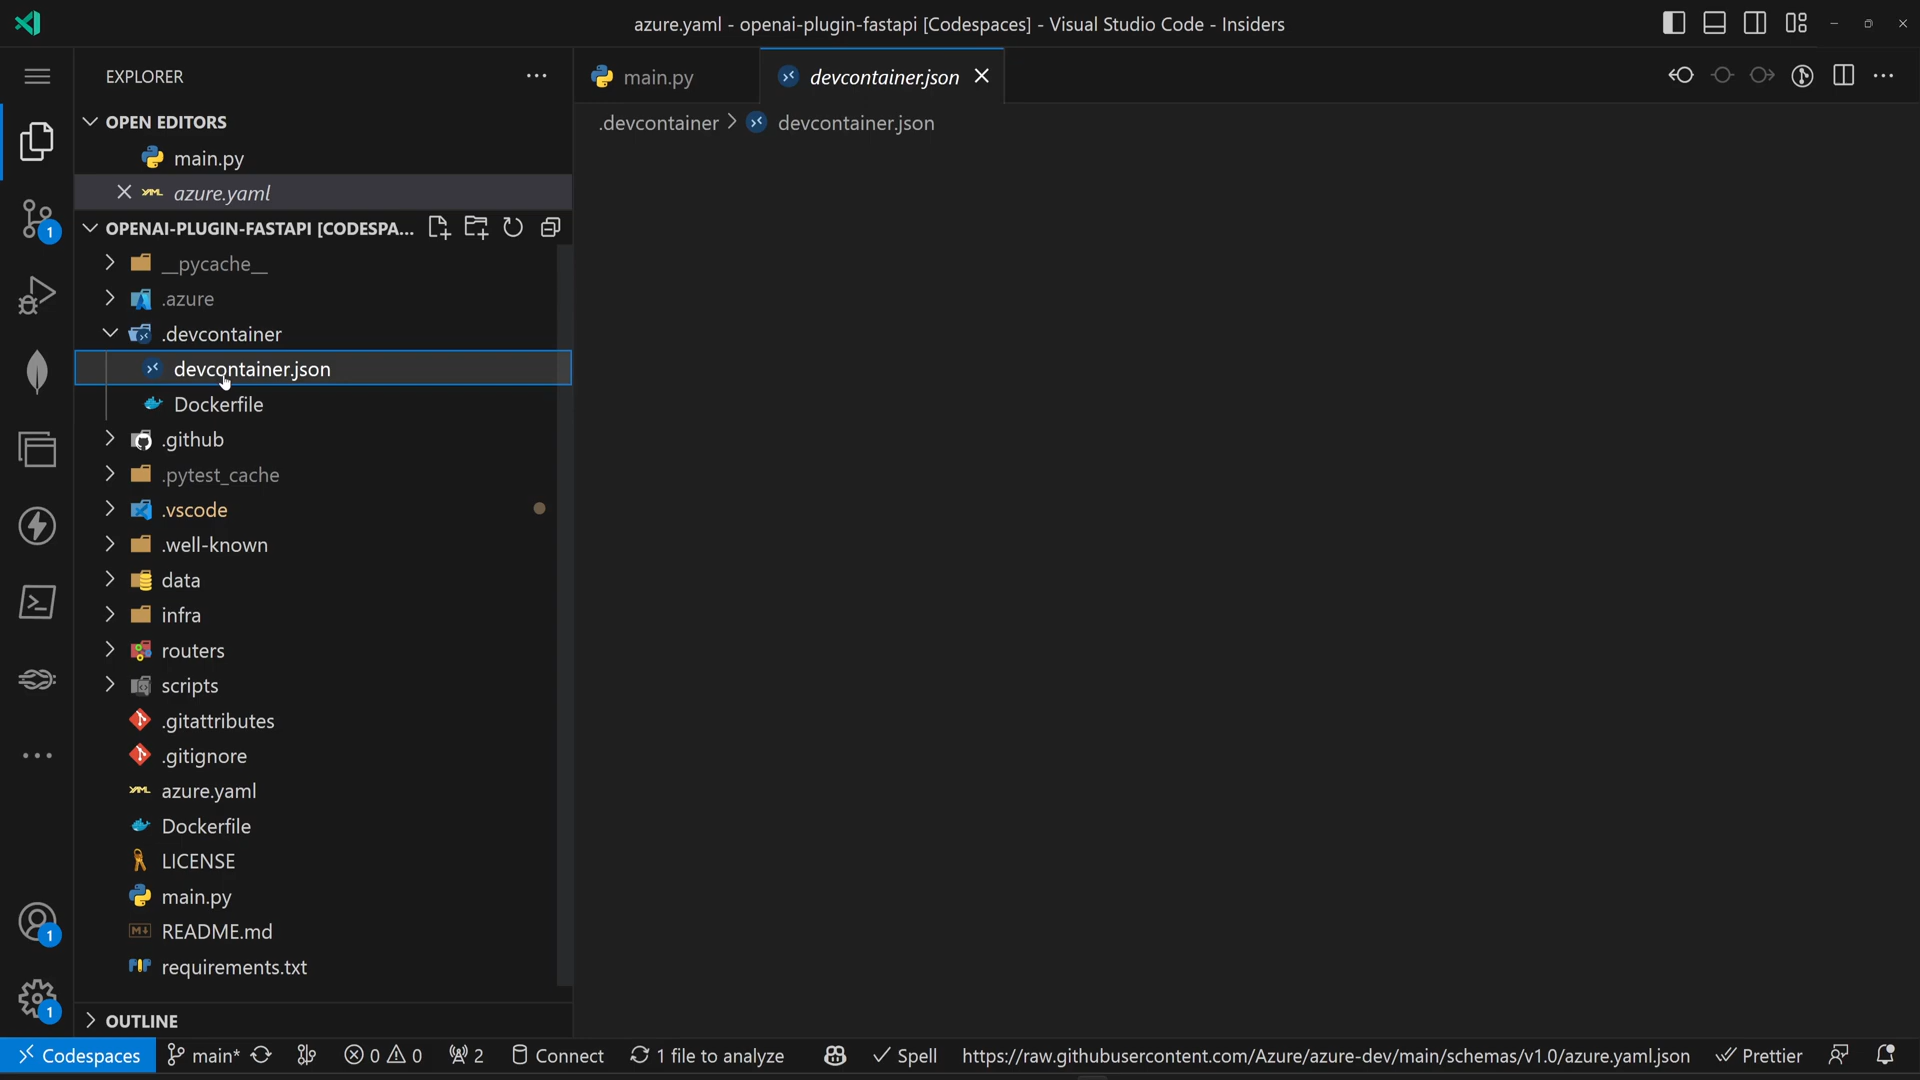 azure.yaml - openai-plugin-fastapi [Codespaces] - Visual Studio Code - Insiders
EXPLORER
main.py
devcontainer.json
.devcontainer > devcontainer.json
OPEN EDITORS
main.py
azure.yaml
OPENAI-PLUGIN-FASTAPI [CODESPA...
__pycache__
.azure
.devcontainer
devcontainer.json
Dockerfile
.github
.pytest_cache
.vscode
.well-known
data
infra
routers
scripts
.gitattributes
.gitignore
azure.yaml
Dockerfile
LICENSE
main.py
README.md
requirements.txt
OUTLINE
1
1
1
Codespaces main* 0 0 2 Connect 1 file to analyze Spell https://raw.githubusercontent.com/Azure/azure-dev/main/schemas/v1.0/azure.yaml.json Prettier